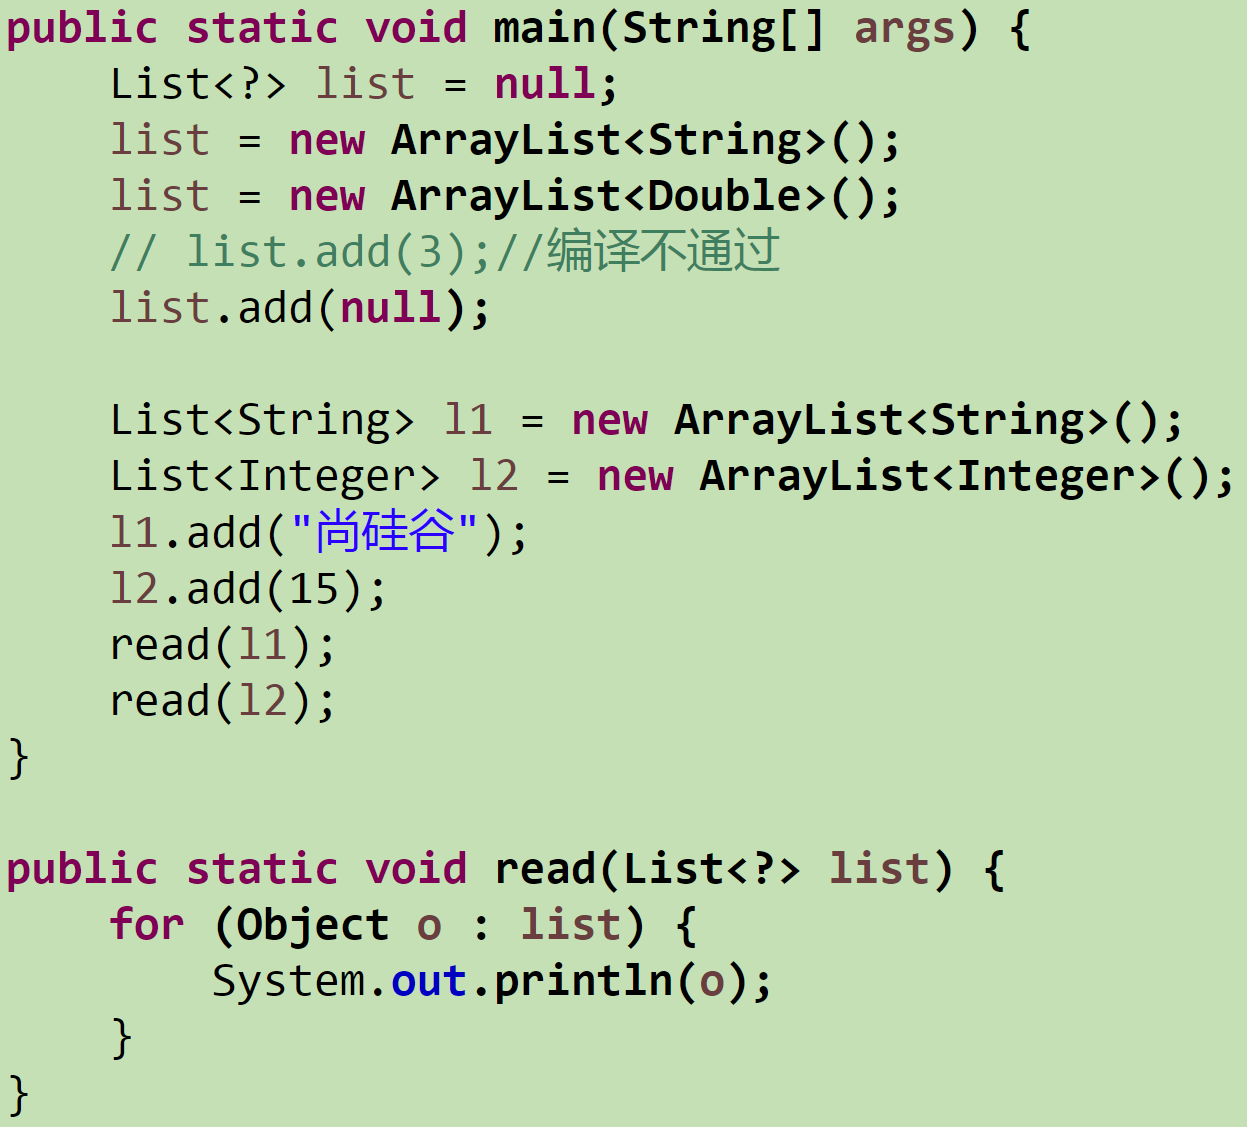 public static void main(String[] args) {
    List<?> list = null;
    list = new ArrayList<String>();
    list = new ArrayList<Double>();
    // list.add(3);//编译不通过
    list.add(null);

    List<String> l1 = new ArrayList<String>();
    List<Integer> l2 = new ArrayList<Integer>();
    l1.add("尚硅谷");
    l2.add(15);
    read(l1);
    read(l2);
}

public static void read(List<?> list) {
    for (Object o : list) {
        System.out.println(o);
    }
}